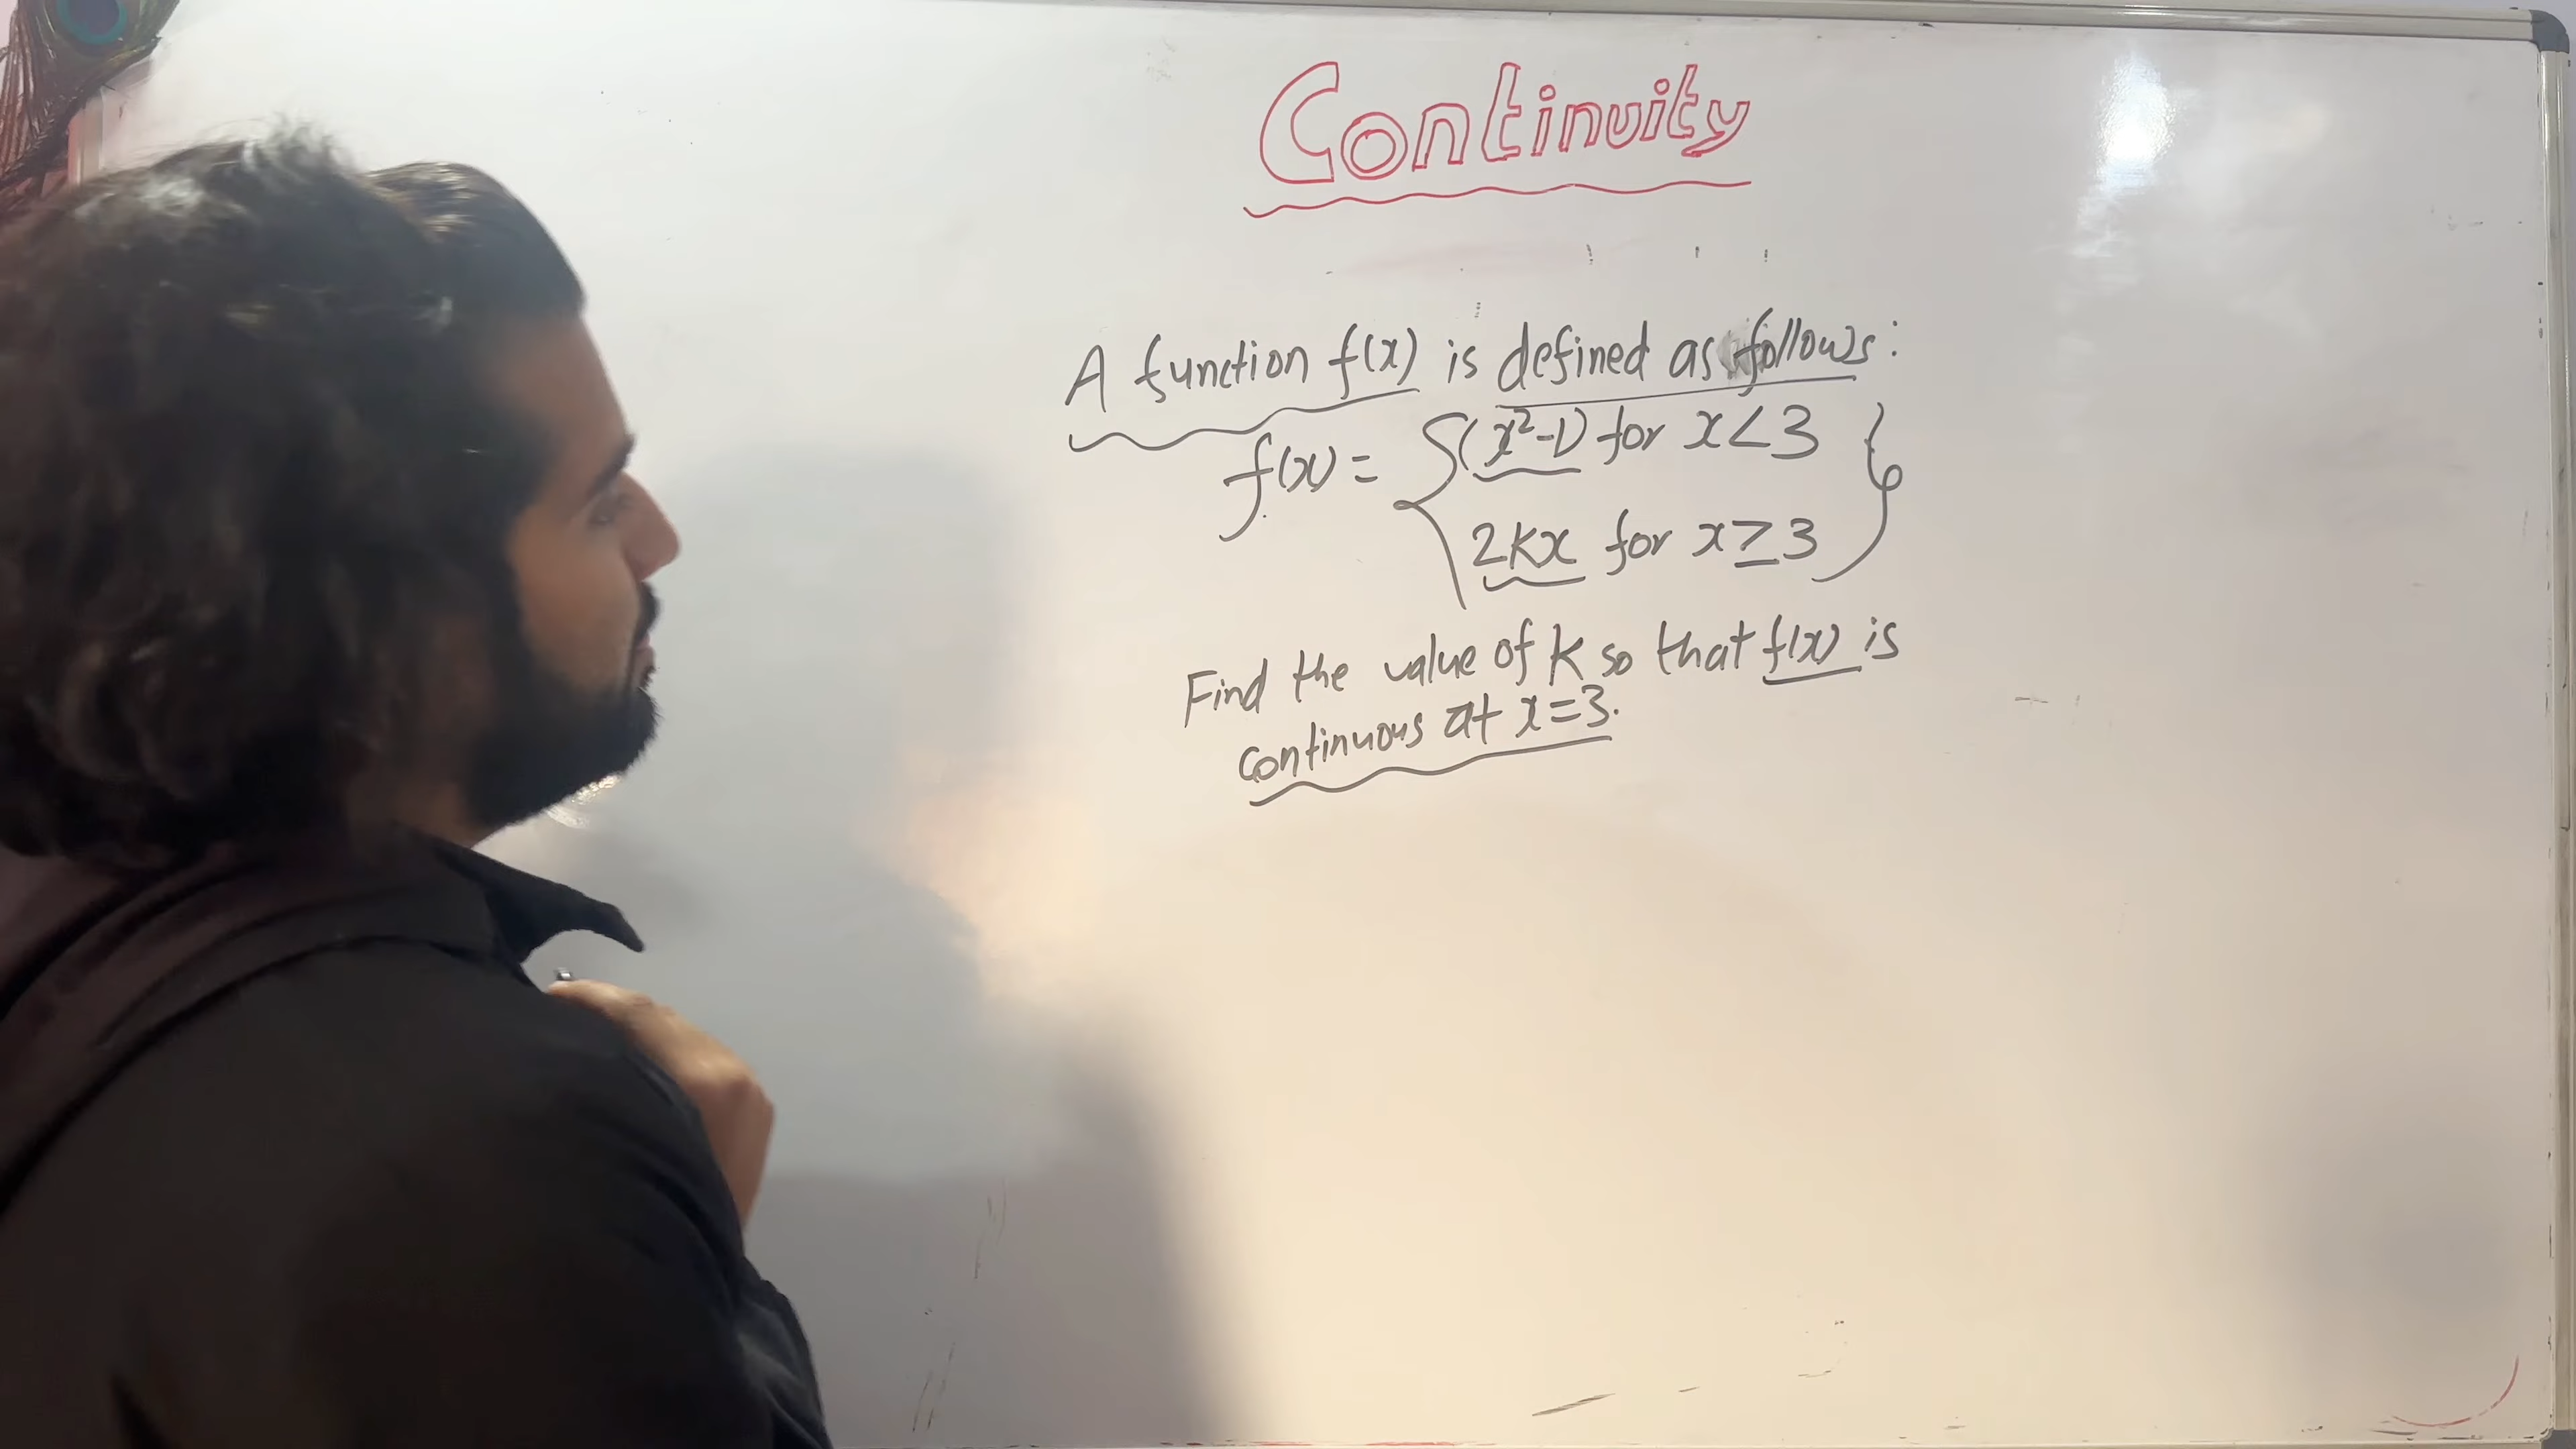 Continuity
A function f(x) is defined as follows:
f(x) = { (x²-1) for x<3
2kx for x≥3 }
Find the value of k so that f(x) is
continuous at x=3.